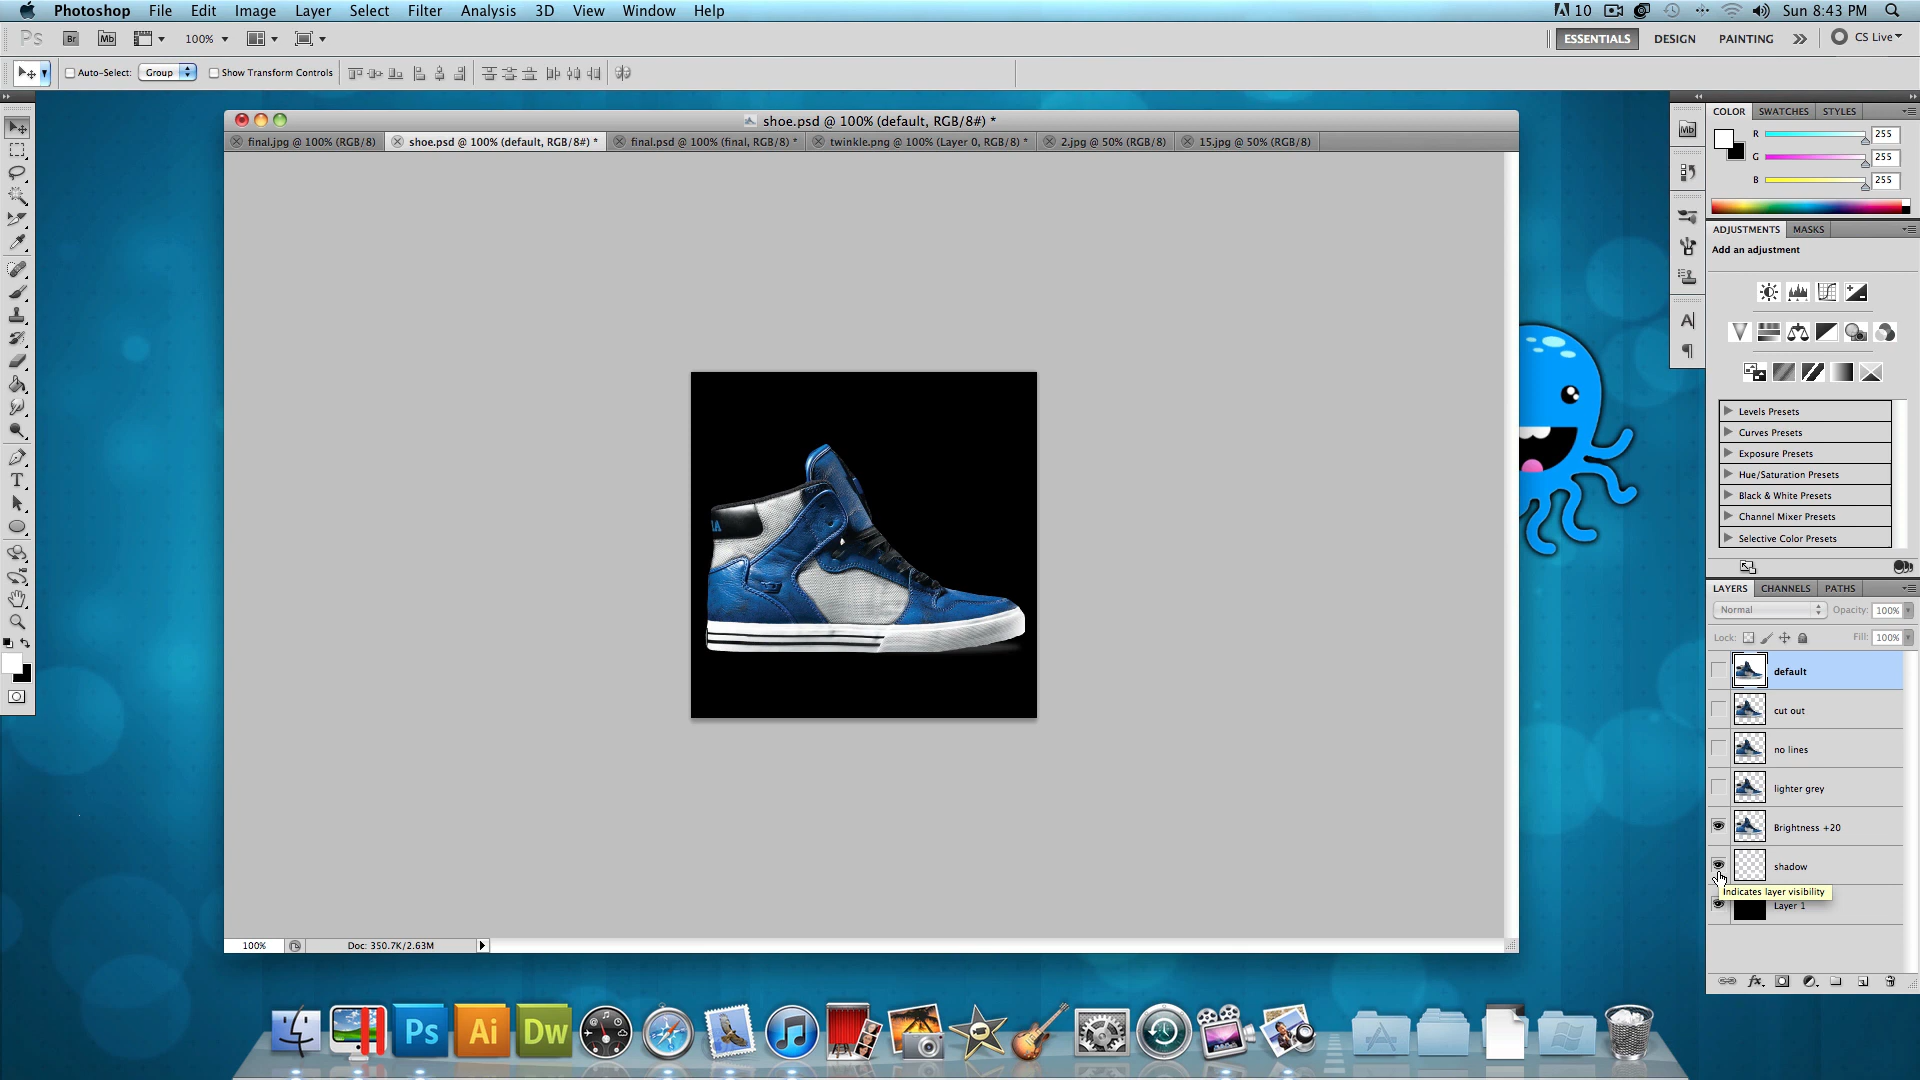 Photoshop File Edit Image Layer Select Filter Analysis 3D View Window Help 10 Sun 8:43 PM
Ps Br Mb 100% ESSENTIALS DESIGN PAINTING CS Live
Auto-Select: Group Show Transform Controls
shoe.psd @ 100% (default, RGB/8#) *
final.jpg @ 100% (RGB/8) shoe.psd @ 100% (default, RGB/8#) * final.psd @ 100% (final, RGB/8) * twinkle.png @ 100% (Layer 0, RGB/8) * 2.jpg @ 50% (RGB/8) 15.jpg @ 50% (RGB/8)
COLOR SWATCHES STYLES
Mb
R 255
G 255
B 255
ADJUSTMENTS MASKS
Add an adjustment
Levels Presets
Curves Presets
Exposure Presets
Hue/Saturation Presets
Black & White Presets
Channel Mixer Presets
Selective Color Presets
LAYERS CHANNELS PATHS
Normal Opacity: 100%
Lock: Fill: 100%
default
cut out
no lines
lighter grey
Brightness +20
shadow
Indicates layer visibility
Layer 1
100% Doc: 350.7K/2.63M
Ps Ai Dw